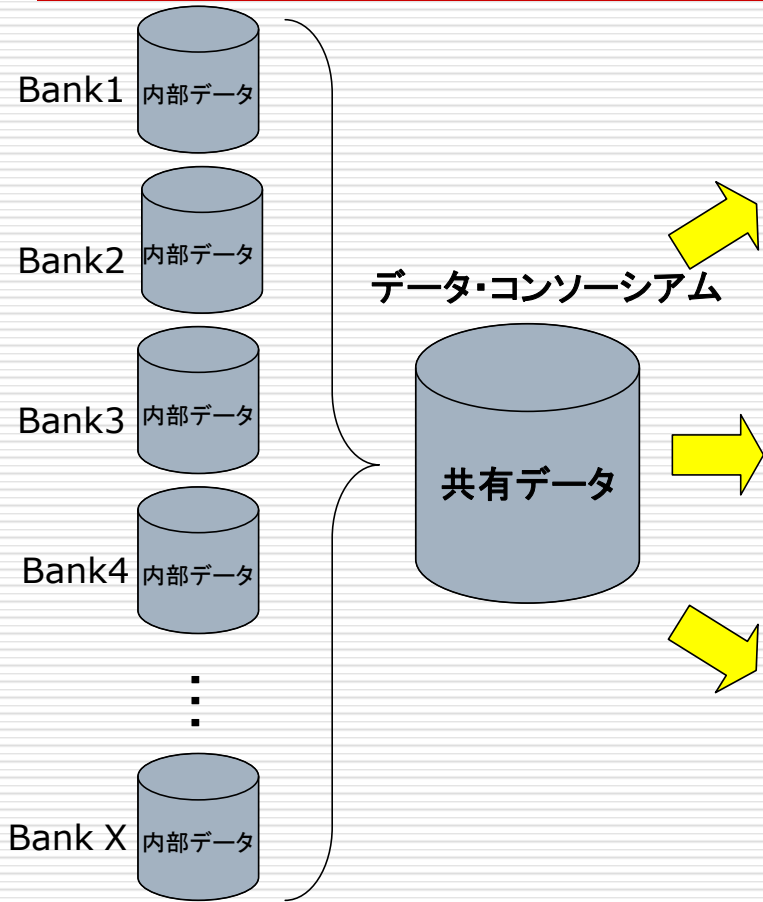 Bank1
内部データ
Bank2
内部データ
Bank3
内部データ
Bank4
内部データ
⋮
Bank X
内部データ
データ・コンソーシアム
共有データ